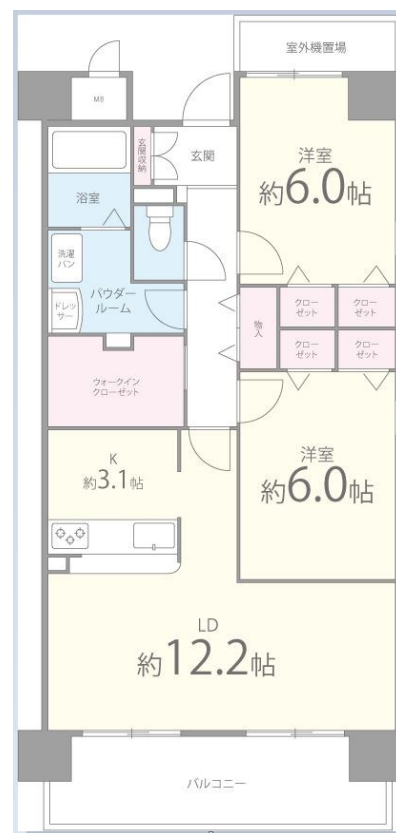 室外機置場
MB
玄関
収納
玄関
洋室
約6.0帖
浴室
洗濯
パン
パウダー
ルーム
ドレッ
サー
物入
クロー
ゼット
クロー
ゼット
クロー
ゼット
クロー
ゼット
ウォークイン
クローゼット
洋室
約6.0帖
K
約3.1帖
LD
約12.2帖
バルコニー